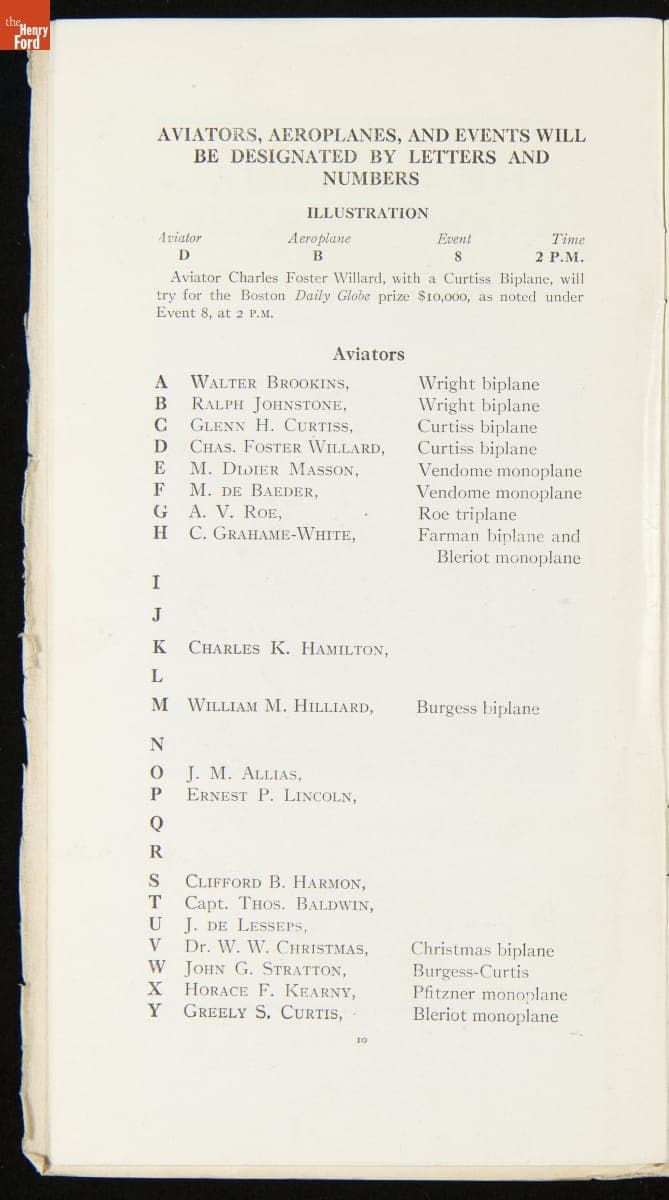 the
Henry
Ford
AVIATORS, AEROPLANES, AND EVENTS WILL
BE DESIGNATED BY LETTERS AND
NUMBERS
ILLUSTRATION
Aviator Aeroplane Event Time
D B 8 2 P.M.
Aviator Charles Foster Willard, with a Curtiss Biplane, will
try for the Boston Daily Globe prize $10,000, as noted under
Event 8, at 2 P.M.
Aviators
A WALTER BROOKINS, Wright biplane
B RALPH JOHNSTONE, Wright biplane
C GLENN H. CURTISS, Curtiss biplane
D CHAS. FOSTER WILLARD, Curtiss biplane
E M. DIDIER MASSON, Vendome monoplane
F M. DE BAEDER, Vendome monoplane
G A. V. ROE, Roe triplane
H C. GRAHAME-WHITE, Farman biplane and
Bleriot monoplane
I
J
K CHARLES K. HAMILTON,
L
M WILLIAM M. HILLIARD, Burgess biplane
N
O J. M. ALLIAS,
P ERNEST P. LINCOLN,
Q
R
S CLIFFORD B. HARMON,
T Capt. THOS. BALDWIN,
U J. DE LESSEPS,
V Dr. W. W. CHRISTMAS, Christmas biplane
W JOHN G. STRATTON, Burgess-Curtis
X HORACE F. KEARNY, Pfitzner monoplane
Y GREELY S. CURTIS, Bleriot monoplane
10